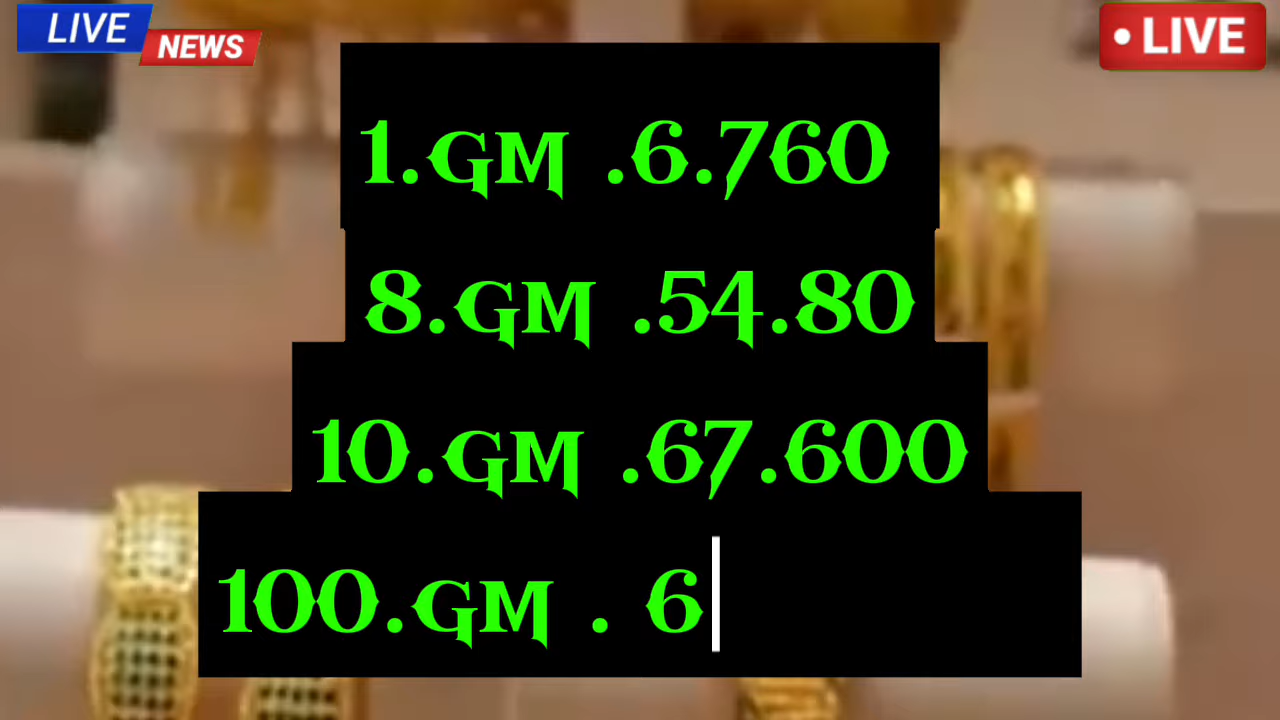 LIVE
NEWS
• LIVE
1.GM .6.760
8.GM .54.80
10.GM .67.600
100.GM . 6